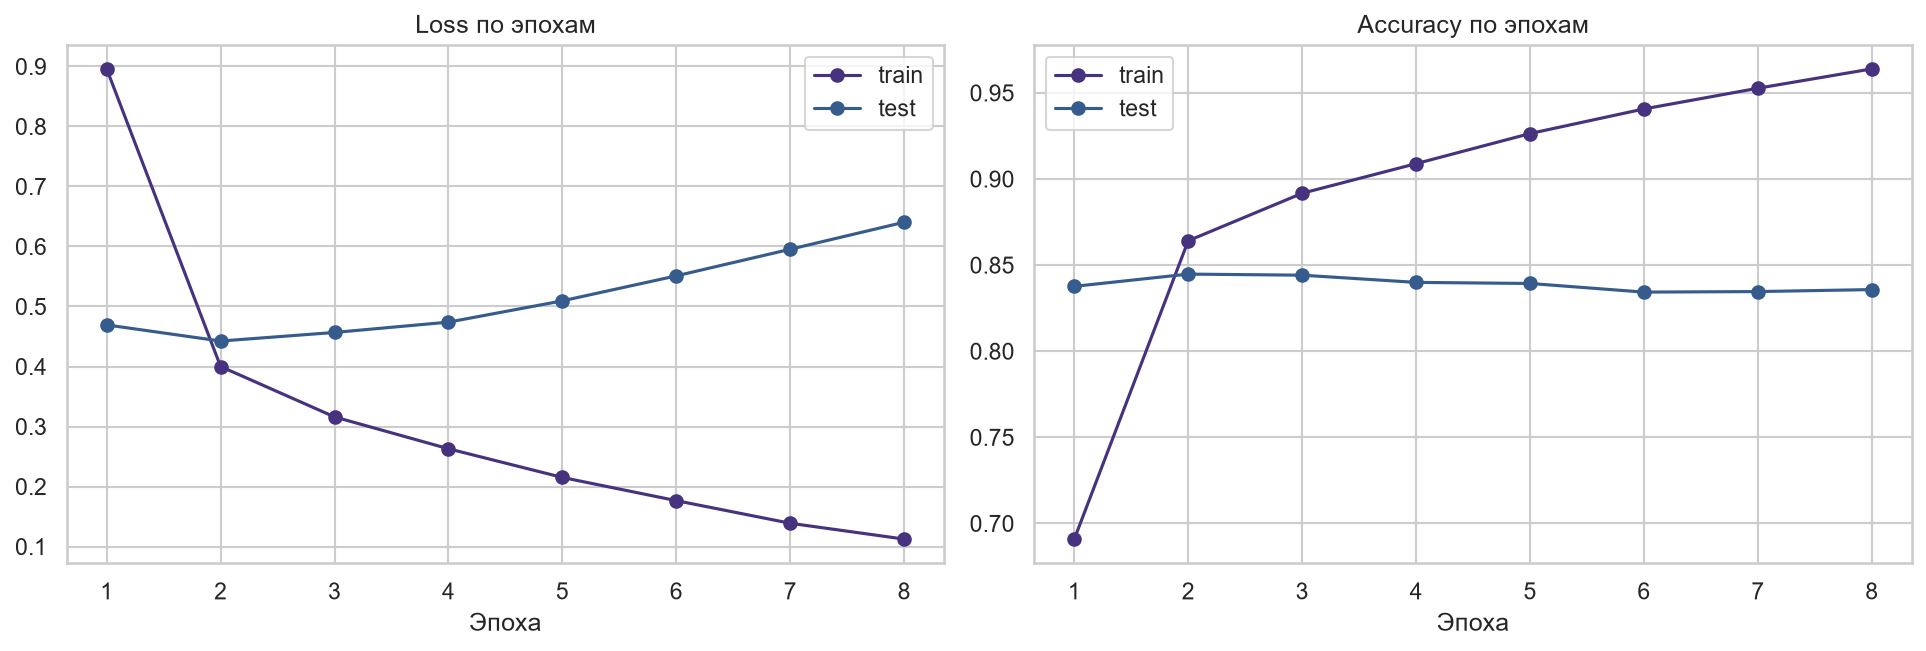 Loss по эпохам
train
test
0.9
0.8
0.7
0.6
0.5
0.4
0.3
0.2
0.1
1 2 3 4 5 6 7 8
Эпоха
Accuracy по эпохам
train
test
0.95
0.90
0.85
0.80
0.75
0.70
1 2 3 4 5 6 7 8
Эпоха